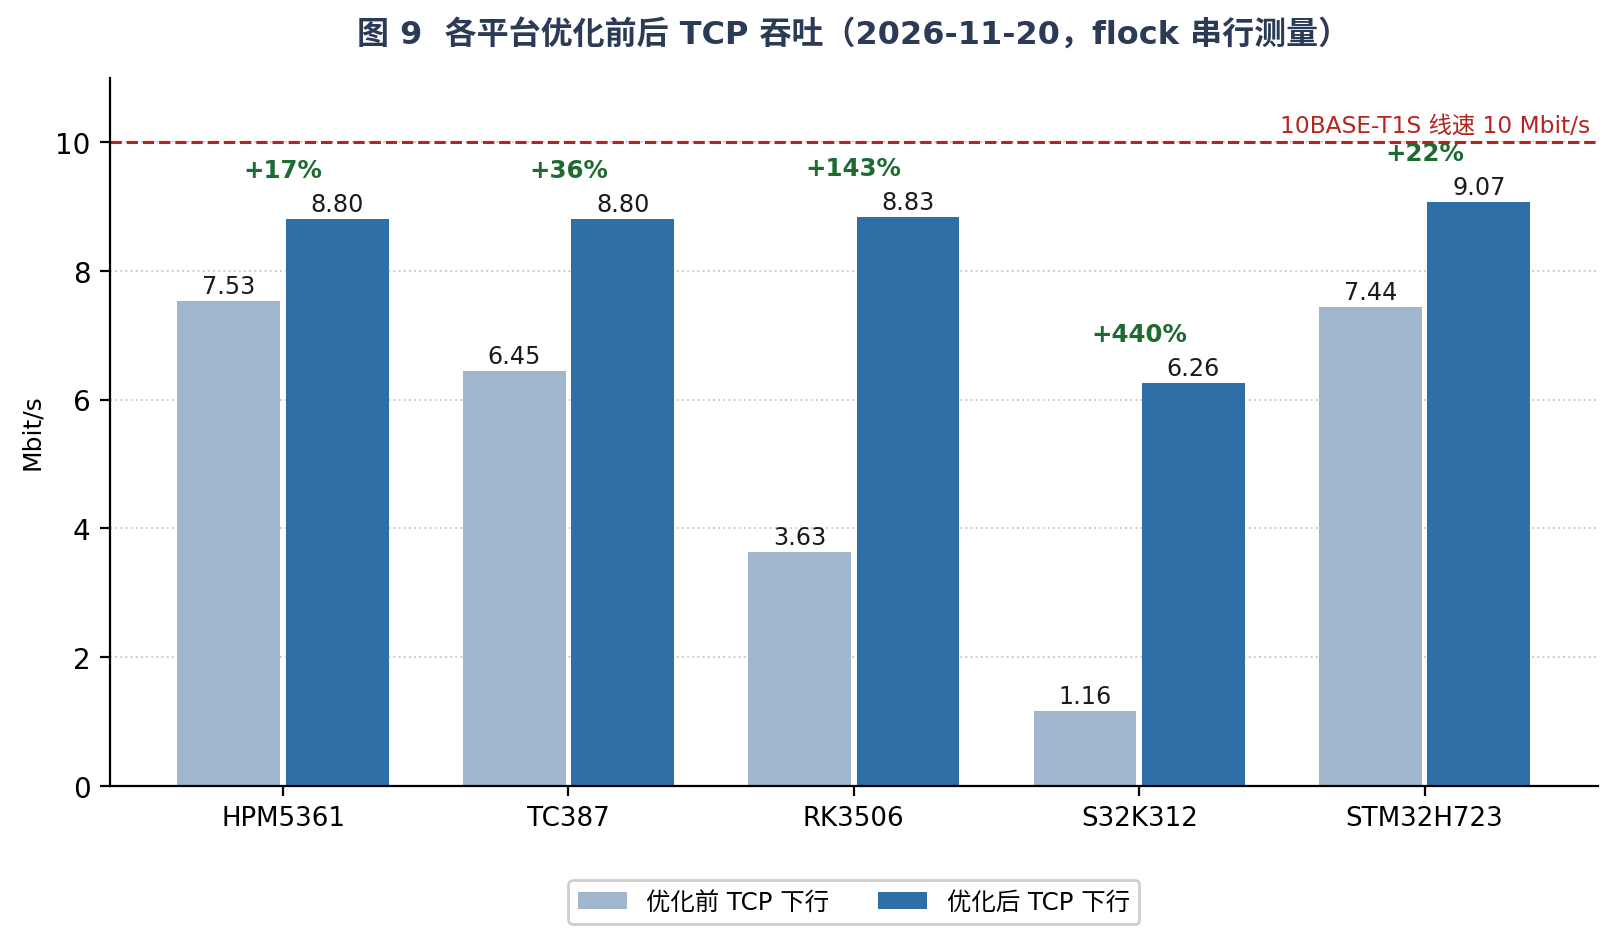 图 9 各平台优化前后 TCP 吞吐（2026-11-20，flock 串行测量）
10BASE-T1S 线速 10 Mbit/s
+17%
+36%
+143%
+440%
+22%
7.53
8.80
6.45
8.80
3.63
8.83
1.16
6.26
7.44
9.07
Mbit/s
10
8
6
4
2
0
HPM5361
TC387
RK3506
S32K312
STM32H723
优化前 TCP 下行
优化后 TCP 下行